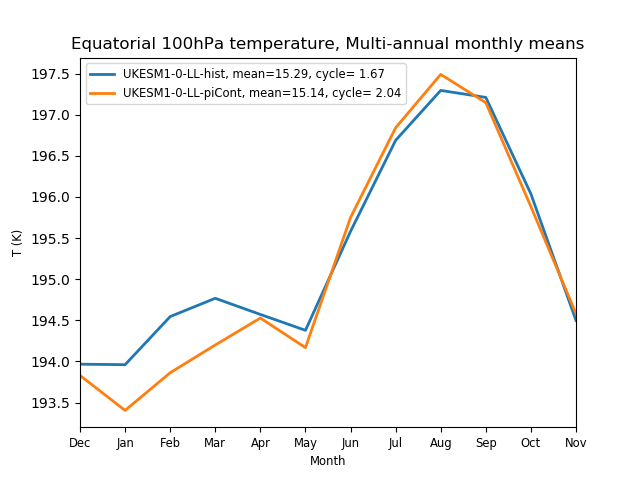 Equatorial 100hPa temperature, Multi-annual monthly means
UKESM1-0-LL-hist, mean=15.29, cycle= 1.67
UKESM1-0-LL-piCont, mean=15.14, cycle= 2.04
197.5
197.0
196.5
196.0
195.5
195.0
194.5
194.0
193.5
T (K)
Dec Jan Feb Mar Apr May Jun Jul Aug Sep Oct Nov
Month